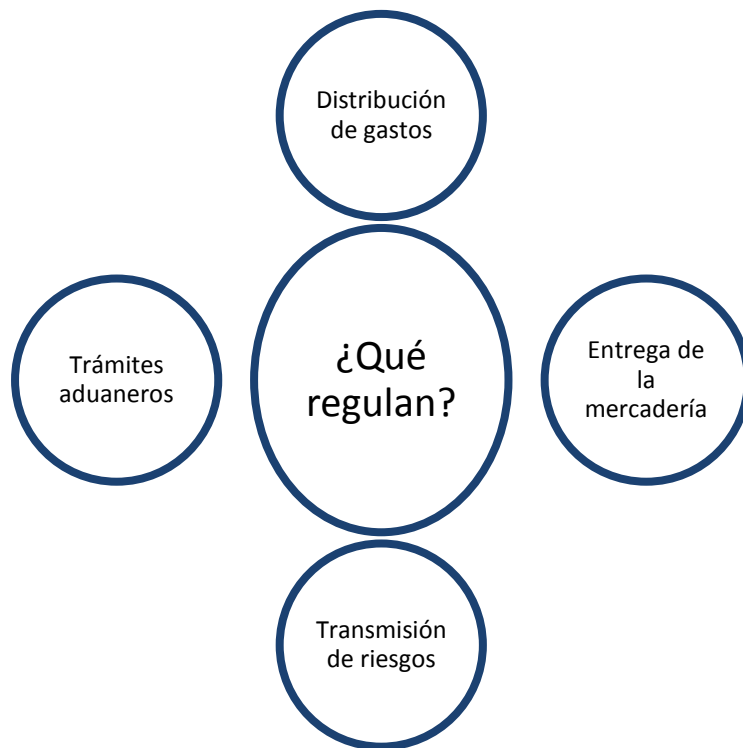 Distribución
de gastos
Trámites
aduaneros
¿Qué
regulan?
Entrega de
la
mercadería
Transmisión
de riesgos